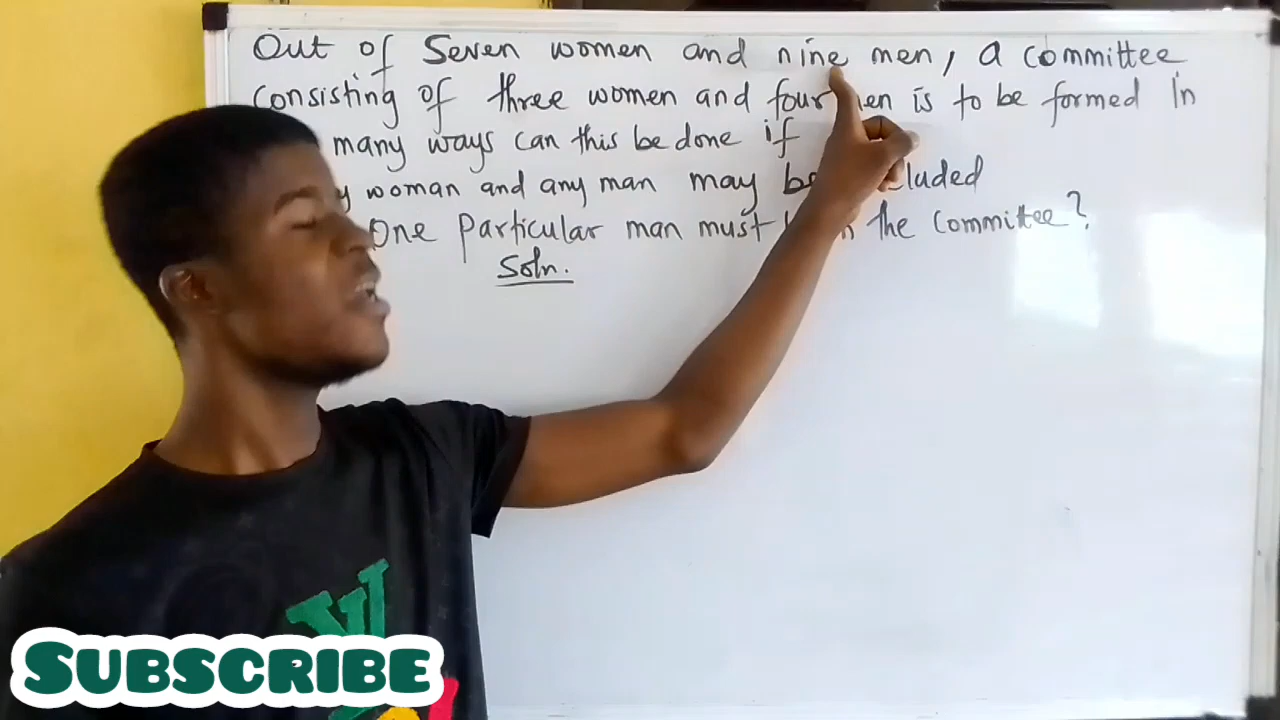 Out of Seven women and nine men, a committee
Consisting of three women and four men is to be formed In
many ways can this be done if
woman and any man may be
One particular man must the committee?
Soln.
SUBSCRIBE